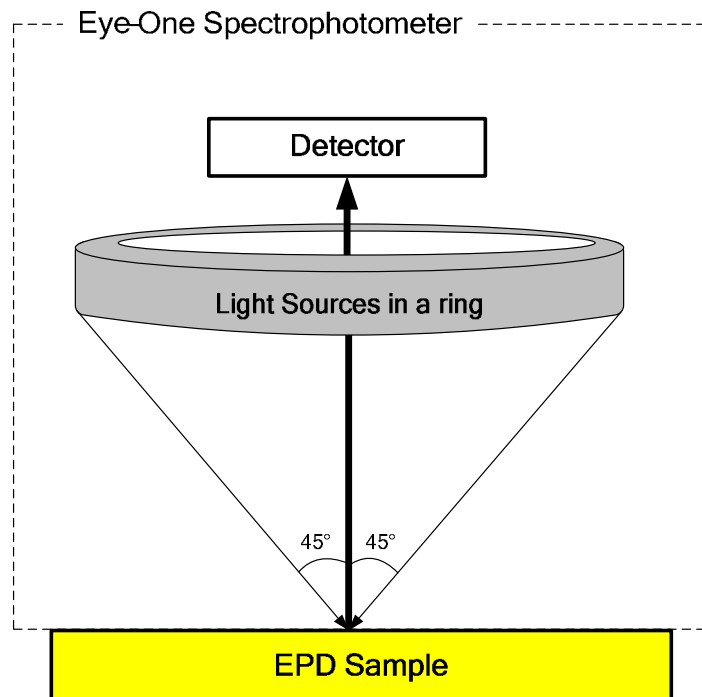 Eye-One Spectrophotometer
Detector
Light Sources in a ring
45° 45°
EPD Sample